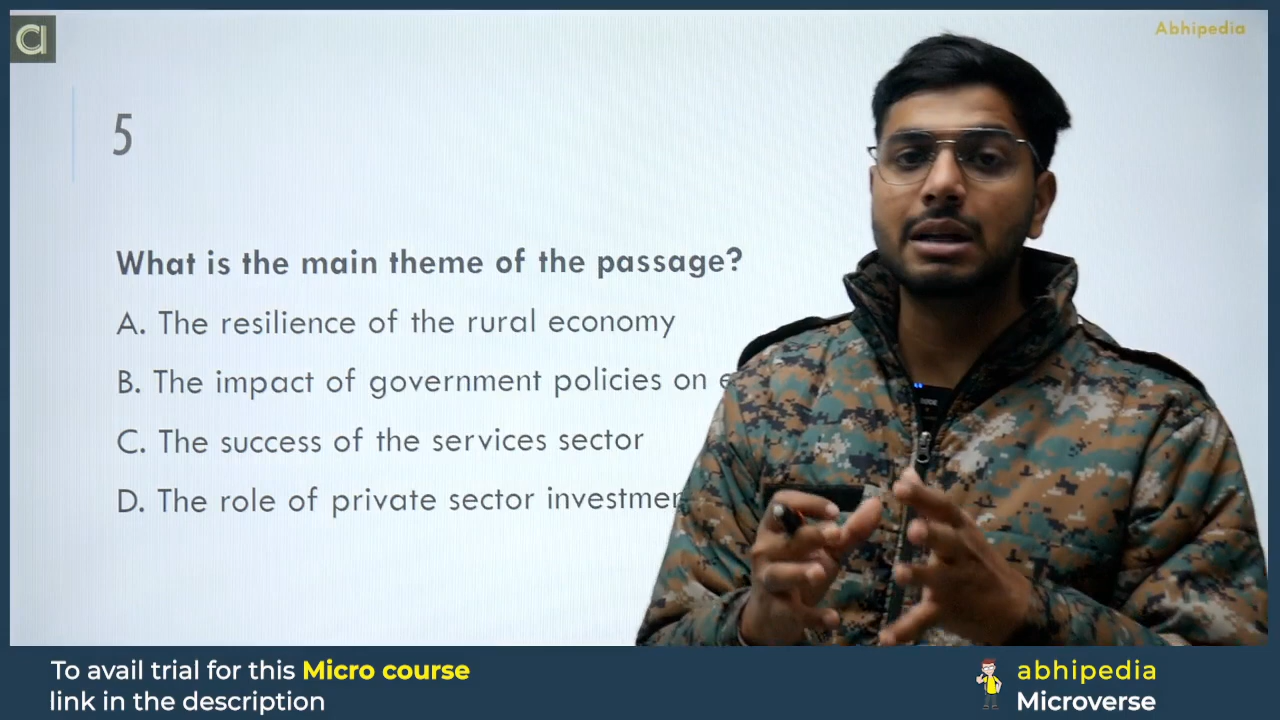 Abhipedia
5
What is the main theme of the passage?
A. The resilience of the rural economy
B. The impact of government policies on
C. The success of the services sector
D. The role of private sector
To avail trial for this Micro course
link in the description
abhipedia
Microverse